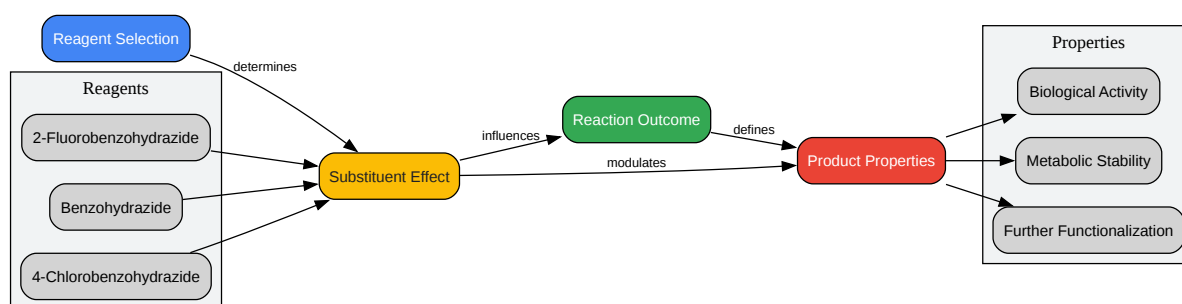 Reagent Selection
determines
Reagents
2-Fluorobenzohydrazide
Benzohydrazide
4-Chlorobenzohydrazide
Substituent Effect
influences
modulates
Reaction Outcome
defines
Product Properties
Properties
Biological Activity
Metabolic Stability
Further Functionalization